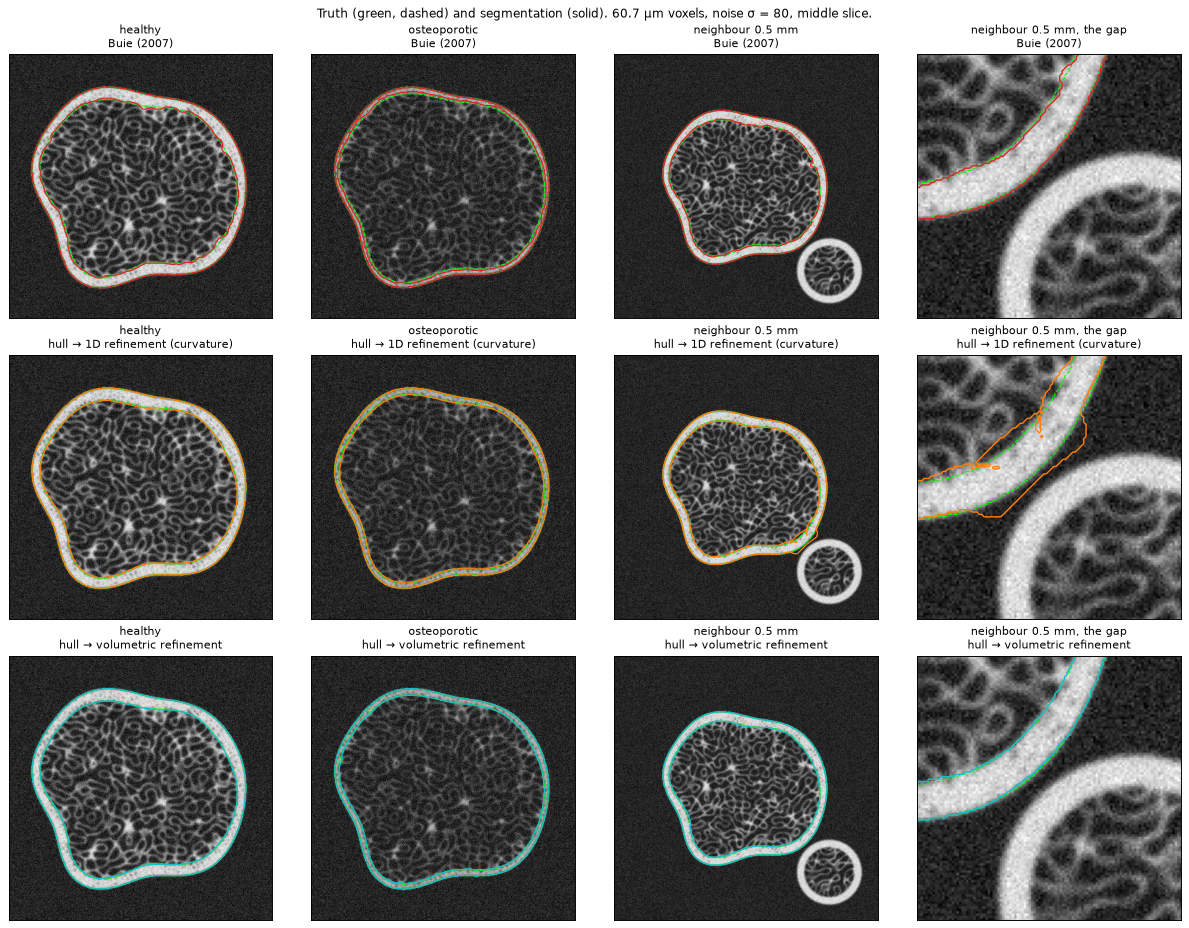 Truth (green, dashed) and segmentation (solid). 60.7 µm voxels, noise σ = 80, middle slice.
healthy
Buie (2007)
osteoporotic
Buie (2007)
neighbour 0.5 mm
Buie (2007)
neighbour 0.5 mm, the gap
Buie (2007)
healthy
hull → 1D refinement (curvature)
osteoporotic
hull → 1D refinement (curvature)
neighbour 0.5 mm
hull → 1D refinement (curvature)
neighbour 0.5 mm, the gap
hull → 1D refinement (curvature)
healthy
hull → volumetric refinement
osteoporotic
hull → volumetric refinement
neighbour 0.5 mm
hull → volumetric refinement
neighbour 0.5 mm, the gap
hull → volumetric refinement